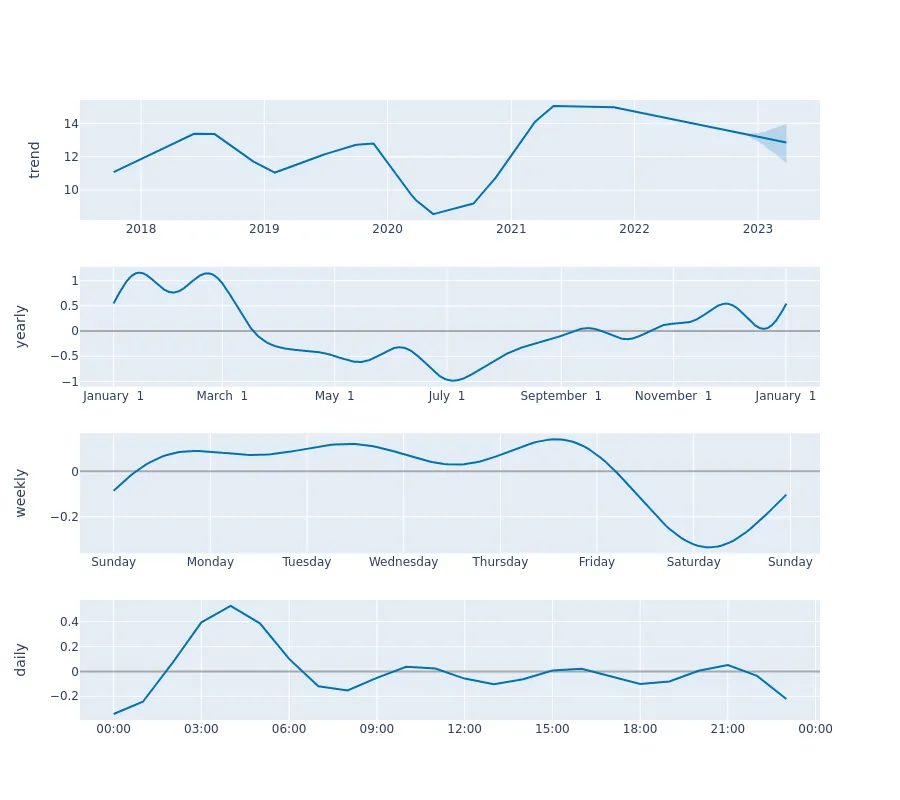 trend
14
12
10
2018 2019 2020 2021 2022 2023
yearly
1
0.5
0
−0.5
−1
January 1 March 1 May 1 July 1 September 1 November 1 January 1
weekly
0
−0.2
Sunday Monday Tuesday Wednesday Thursday Friday Saturday Sunday
daily
0.4
0.2
0
−0.2
00:00 03:00 06:00 09:00 12:00 15:00 18:00 21:00 00:00